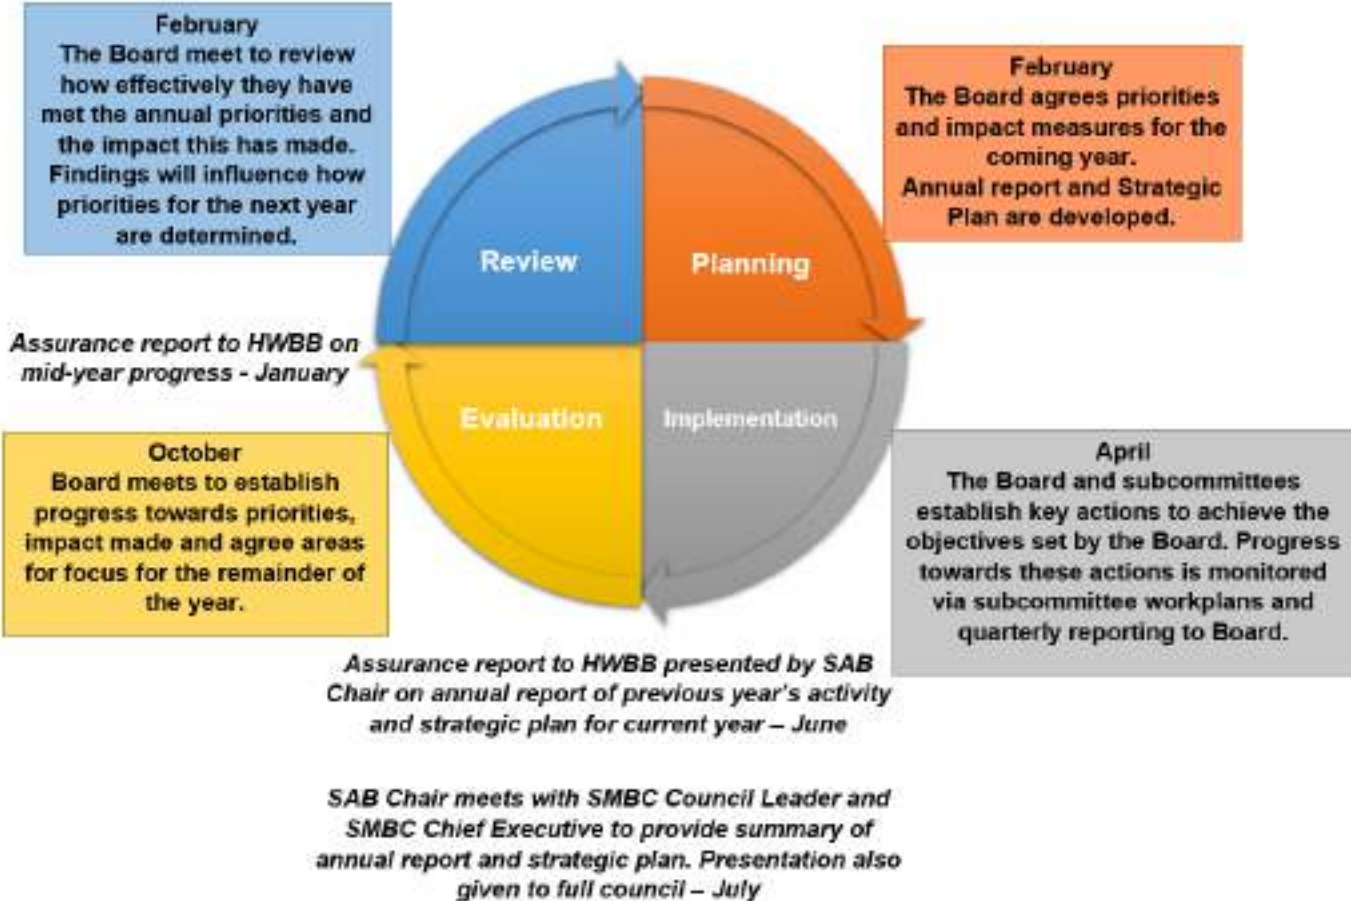 February
The Board meet to review
how effectively they have
met the annual priorities and
the impact this has made.
Findings will influence how
priorities for the next year
are determined.
February
The Board agrees priorities
and impact measures for the
coming year.
Annual report and Strategic
Plan are developed.
Review
Planning
Assurance report to HWBB on
mid-year progress - January
Evaluation
Implementation
October
Board meets to establish
progress towards priorities,
impact made and agree areas
for focus for the remainder of
the year.
April
The Board and subcommittees
establish key actions to achieve the
objectives set by the Board. Progress
towards these actions is monitored
via subcommittee workplans and
quarterly reporting to Board.
Assurance report to HWBB presented by SAB
Chair on annual report of previous year's activity
and strategic plan for current year – June
SAB Chair meets with SMBC Council Leader and
SMBC Chief Executive to provide summary of
annual report and strategic plan. Presentation also
given to full council – July